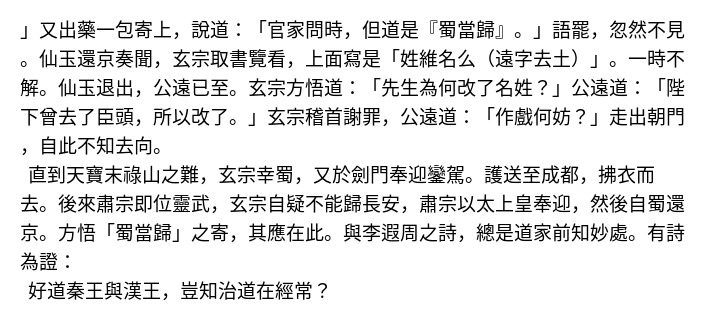 」又出藥一包寄上，說道：「官家問時，但道是『蜀當歸』。」語罷，忽然不見
。仙玉還京奏聞，玄宗取書覽看，上面寫是「姓維名么（遠字去土）」。一時不
解。仙玉退出，公遠已至。玄宗方悟道：「先生為何改了名姓？」公遠道：「陛
下曾去了臣頭，所以改了。」玄宗稽首謝罪，公遠道：「作戲何妨？」走出朝門
，自此不知去向。
直到天寶末祿山之難，玄宗幸蜀，又於劍門奉迎鑾駕。護送至成都，拂衣而
去。後來肅宗即位靈武，玄宗自疑不能歸長安，肅宗以太上皇奉迎，然後自蜀還
京。方悟「蜀當歸」之寄，其應在此。與李遐周之詩，總是道家前知妙處。有詩
為證：
好道秦王與漢王，豈知治道在經常？